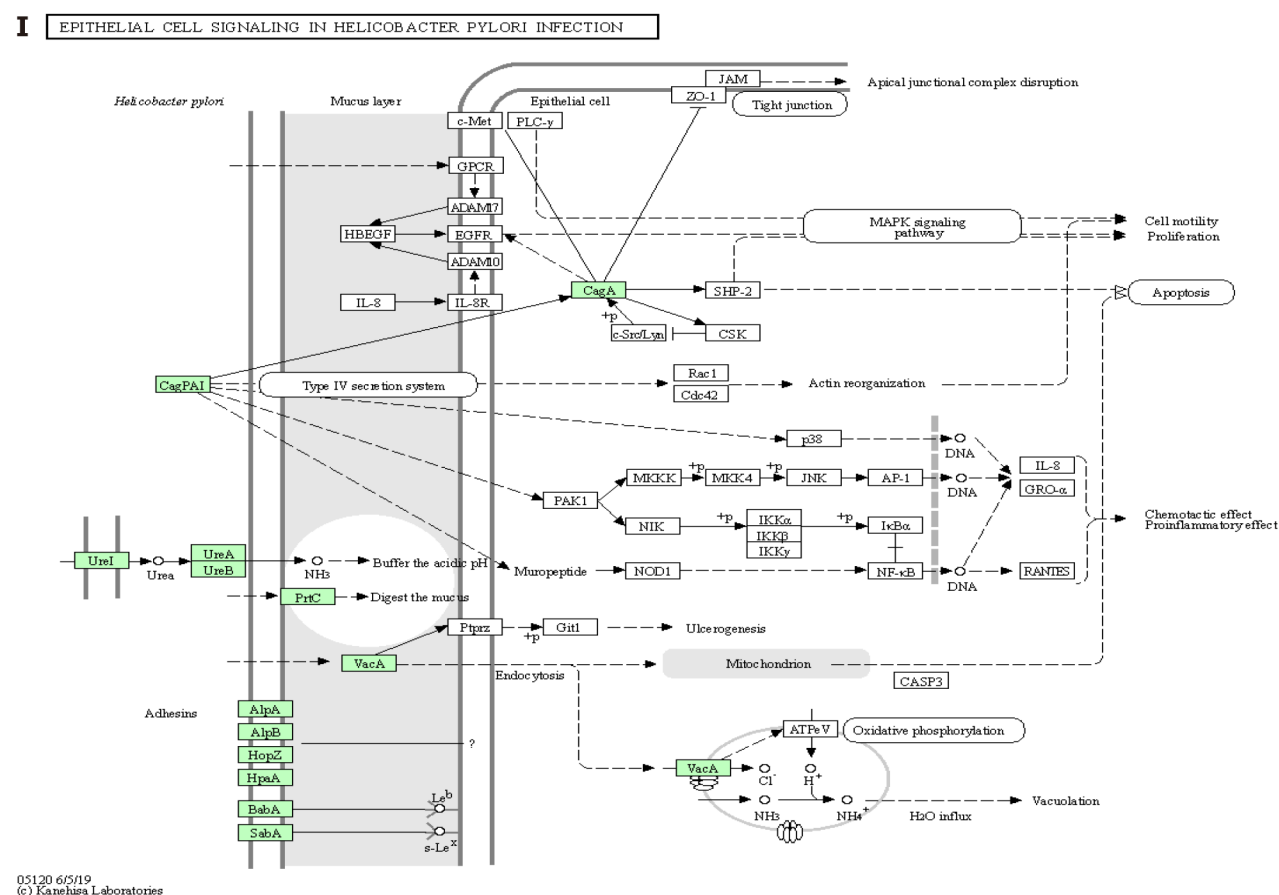 I
EPITHELIAL CELL SIGNALING IN HELICOBACTER PYLORI INFECTION
Helicobacter pylori
Mucus layer
Epithelial cell
JAM
ZO-1
Tight junction
Apical junctional complex disruption
c-Met
PLC-γ
GPCR
ADAM17
HBEGF
EGFR
ADAM10
IL-8
IL-8R
MAPK signaling
pathway
Cell motility
Proliferation
CagA
SHP-2
Apoptosis
+p
c-Src/Lyn
CSK
CagPAI
Type IV secretion system
Rac1
Cdc42
Actin reorganization
p38
DNA
IL-8
GRO-α
PAK1
MKKK
+p
MKK4
+p
JNK
AP-1
DNA
NIK
+p
IKKα
IKKβ
IKKγ
+p
IκBα
Chemotactic effect
Proinflammatory effect
UreI
Urea
UreA
UreB
NH3
Buffer the acidic pH
Muropeptide
NOD1
NF-κB
DNA
RANTES
PrtC
Digest the mucus
Ptprz
+p
Git1
Ulcerogenesis
VacA
Endocytosis
Mitochondrion
CASP3
Adhesins
AlpA
AlpB
HopZ
HpaA
?
BabA
Leb
SabA
s-Lex
ATPeV
Oxidative phosphorylation
VacA
Cl-
H+
NH3
NH4+
H2O influx
Vacuolation
05120 6/5/19
(c) Kanehisa Laboratories